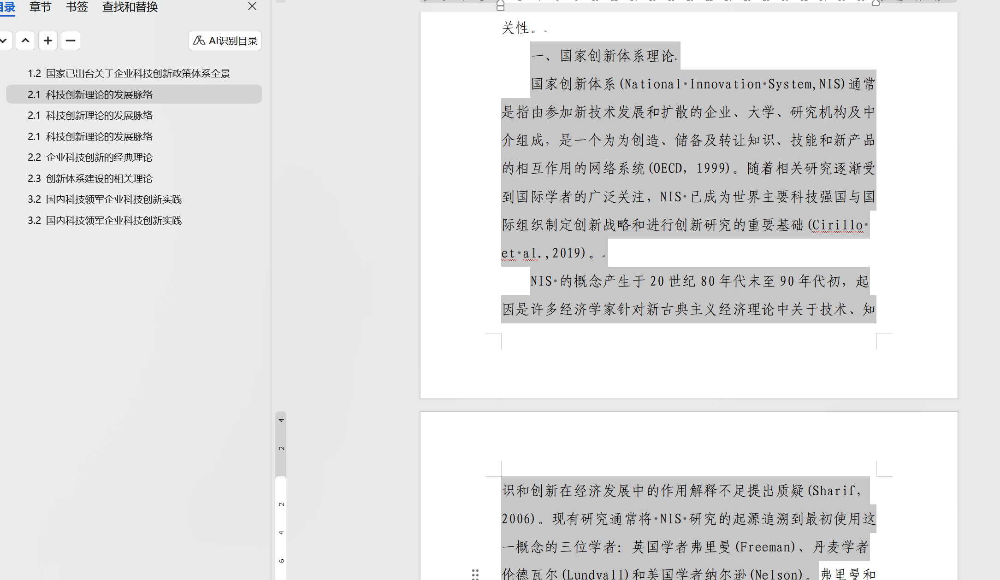 目录 章节 书签 查找和替换
AI识别目录
1.2 国家已出台关于企业科技创新政策体系全景
2.1 科技创新理论的发展脉络
2.1 科技创新理论的发展脉络
2.1 科技创新理论的发展脉络
2.2 企业科技创新的经典理论
2.3 创新体系建设的相关理论
3.2 国内科技领军企业科技创新实践
3.2 国内科技领军企业科技创新实践
关性。
一、国家创新体系理论
国家创新体系(National Innovation System,NIS)通常
是指由参加新技术发展和扩散的企业、大学、研究机构及中
介组成，是一个为为创造、储备及转让知识、技能和新产品
的相互作用的网络系统(OECD, 1999)。随着相关研究逐渐受
到国际学者的广泛关注，NIS 已成为世界主要科技强国与国
际组织制定创新战略和进行创新研究的重要基础(Cirillo
et al.,2019)。
NIS 的概念产生于 20 世纪 80 年代末至 90 年代初，起
因是许多经济学家针对新古典主义经济理论中关于技术、知
4
2
2
4
6
识和创新在经济发展中的作用解释不足提出质疑(Sharif,
2006)。现有研究通常将 NIS 研究的起源追溯到最初使用这
一概念的三位学者：英国学者弗里曼(Freeman)、丹麦学者
伦德瓦尔(Lundvall)和美国学者纳尔逊(Nelson)。弗里曼和